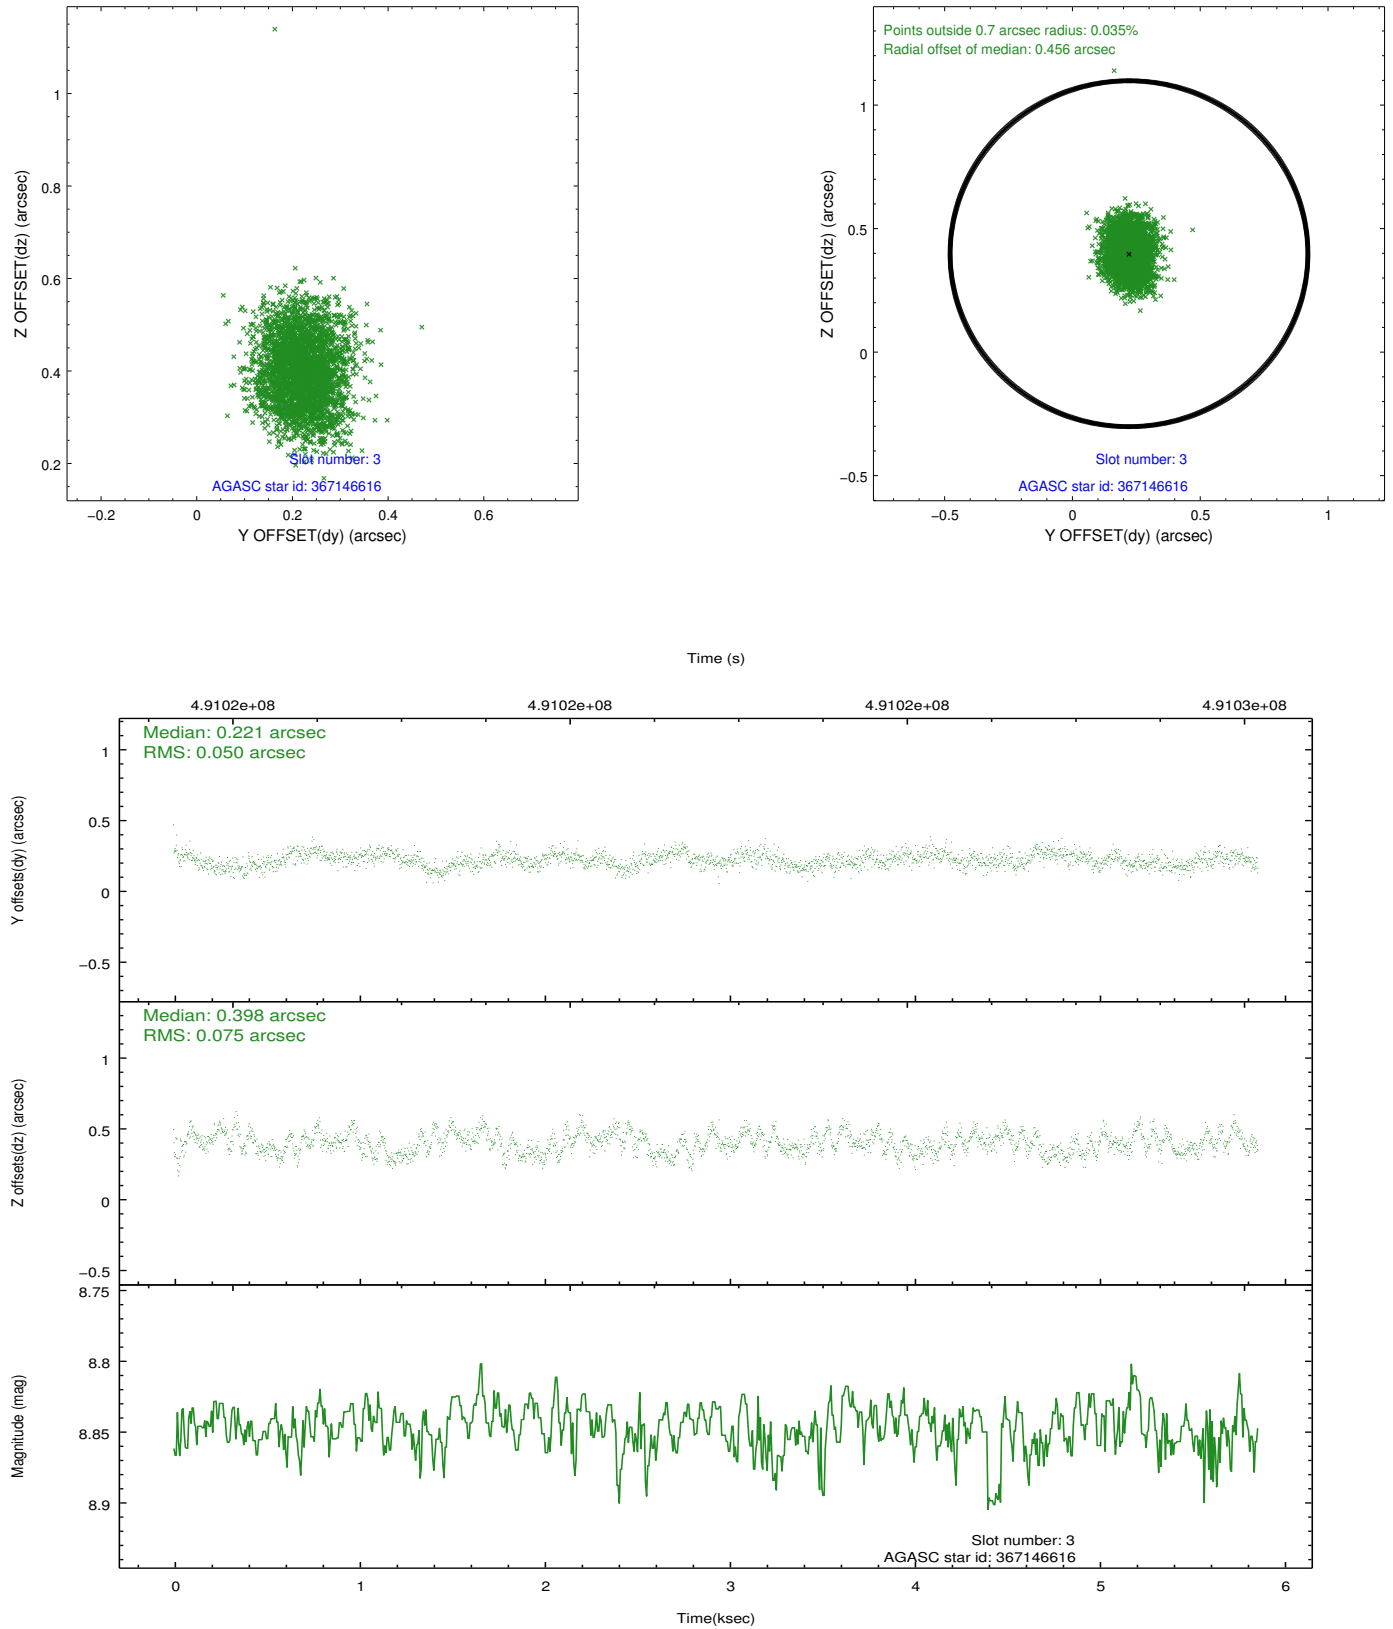 Z OFFSET(dz) (arcsec)
1
0.8
0.6
0.4
0.2
Slot number: 3
AGASC star id: 367146616
−0.2
0
0.2
0.4
0.6
Y OFFSET(dy) (arcsec)
Points outside 0.7 arcsec radius: 0.035%
Radial offset of median: 0.456 arcsec
Z OFFSET(dz) (arcsec)
1
0.5
0
−0.5
Slot number: 3
AGASC star id: 367146616
−0.5
0
0.5
1
Y OFFSET(dy) (arcsec)
Time (s)
4.9102e+08
4.9102e+08
4.9102e+08
4.9103e+08
Median: 0.221 arcsec
RMS: 0.050 arcsec
Y offsets(dy) (arcsec)
1
0.5
0
−0.5
Median: 0.398 arcsec
RMS: 0.075 arcsec
Z offsets(dz) (arcsec)
1
0.5
0
−0.5
Magnitude (mag)
8.75
8.8
8.85
8.9
Slot number: 3
AGASC star id: 367146616
0
1
2
3
4
5
6
Time(ksec)